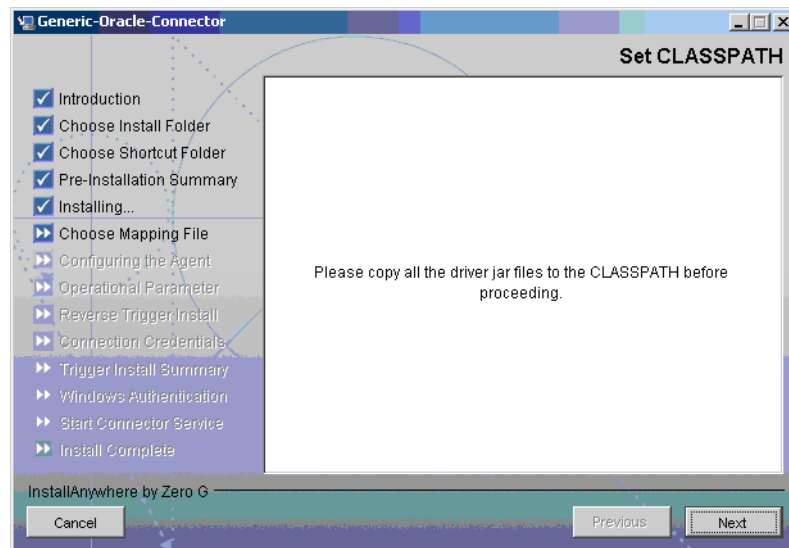 Generic-Oracle-Connector
Set CLASSPATH
Introduction
Choose Install Folder
Choose Shortcut Folder
Pre-Installation Summary
Installing...
Choose Mapping File
Configuring the Agent
Operational Parameter
Reverse Trigger Install
Connection Credentials
Trigger Install Summary
Windows Authentication
Start Connector Service
Install Complete
Please copy all the driver jar files to the CLASSPATH before
proceeding.
InstallAnywhere by Zero G
Cancel
Previous
Next